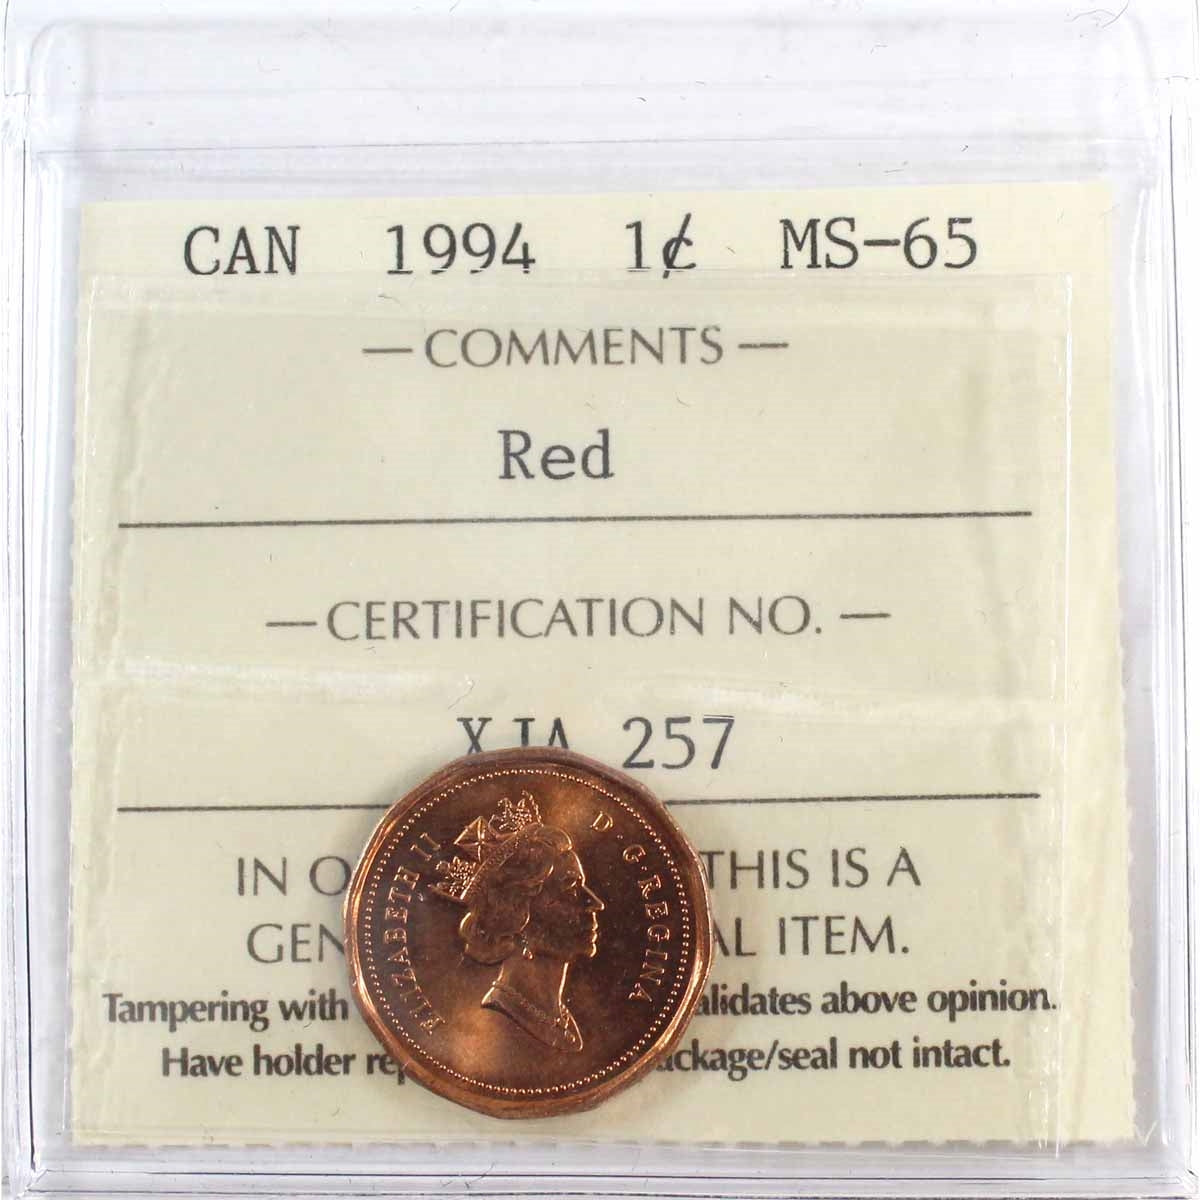 CAN 1994 1¢ MS-65
— COMMENTS —
Red
— CERTIFICATION NO. —
XJA 257
IN O THIS IS A
GEN AL ITEM.
Tampering with alidates above opinion.
Have holder re ackage/seal not intact.
ELIZABETH II D·G·REGINA